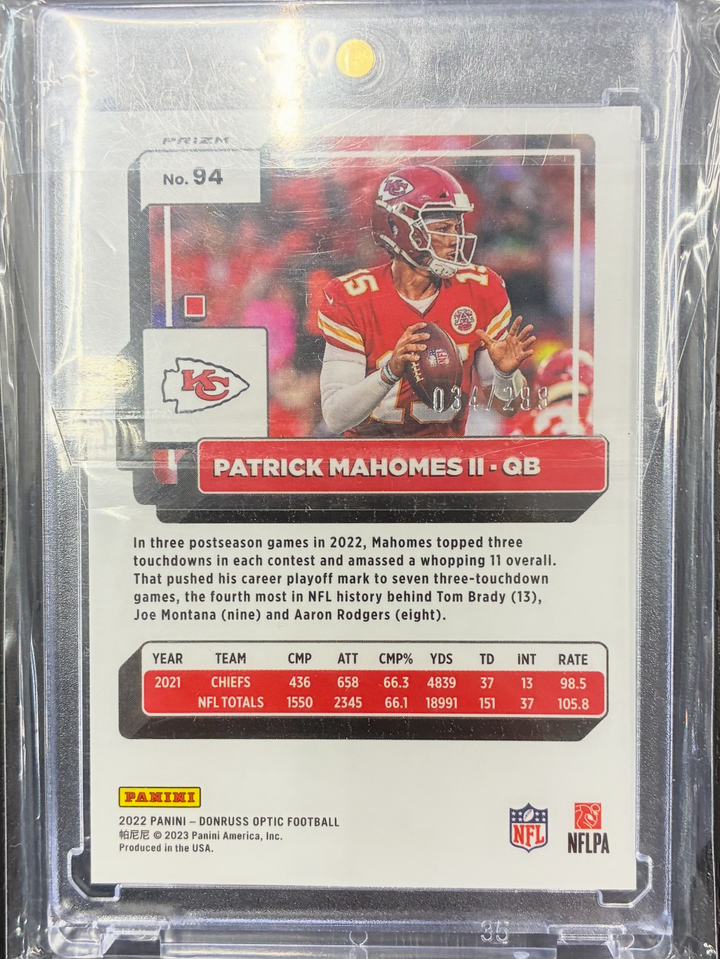 PRIZM
No. 94
KC
15
15
KC
034/299
PATRICK MAHOMES II - QB
In three postseason games in 2022, Mahomes topped three
touchdowns in each contest and amassed a whopping 11 overall.
That pushed his career playoff mark to seven three-touchdown
games, the fourth most in NFL history behind Tom Brady (13),
Joe Montana (nine) and Aaron Rodgers (eight).
YEAR TEAM CMP ATT CMP% YDS TD INT RATE
2021 CHIEFS 436 658 66.3 4839 37 13 98.5
NFL TOTALS 1550 2345 66.1 18991 151 37 105.8
PANINI
2022 PANINI – DONRUSS OPTIC FOOTBALL
帕尼尼 © 2023 Panini America, Inc.
Produced in the USA.
NFL
NFLPA
35